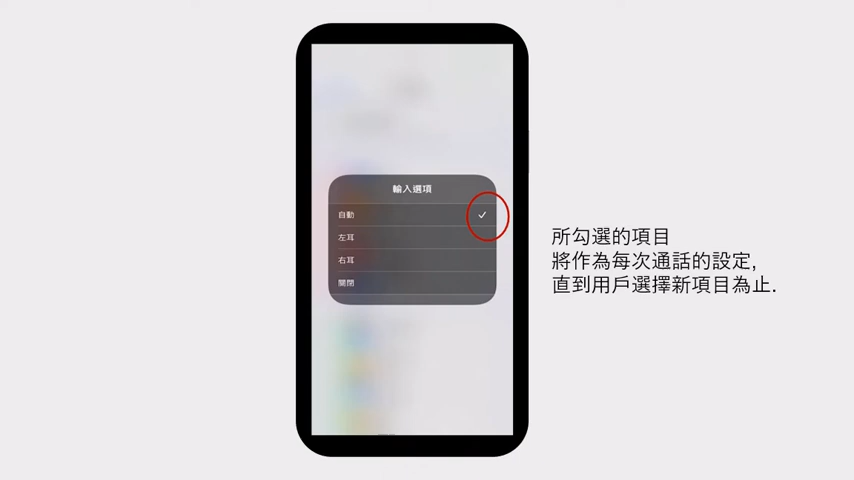 輸入選項
自動
左耳
右耳
關閉
所勾選的項目
將作為每次通話的設定,
直到用戶選擇新項目為止.